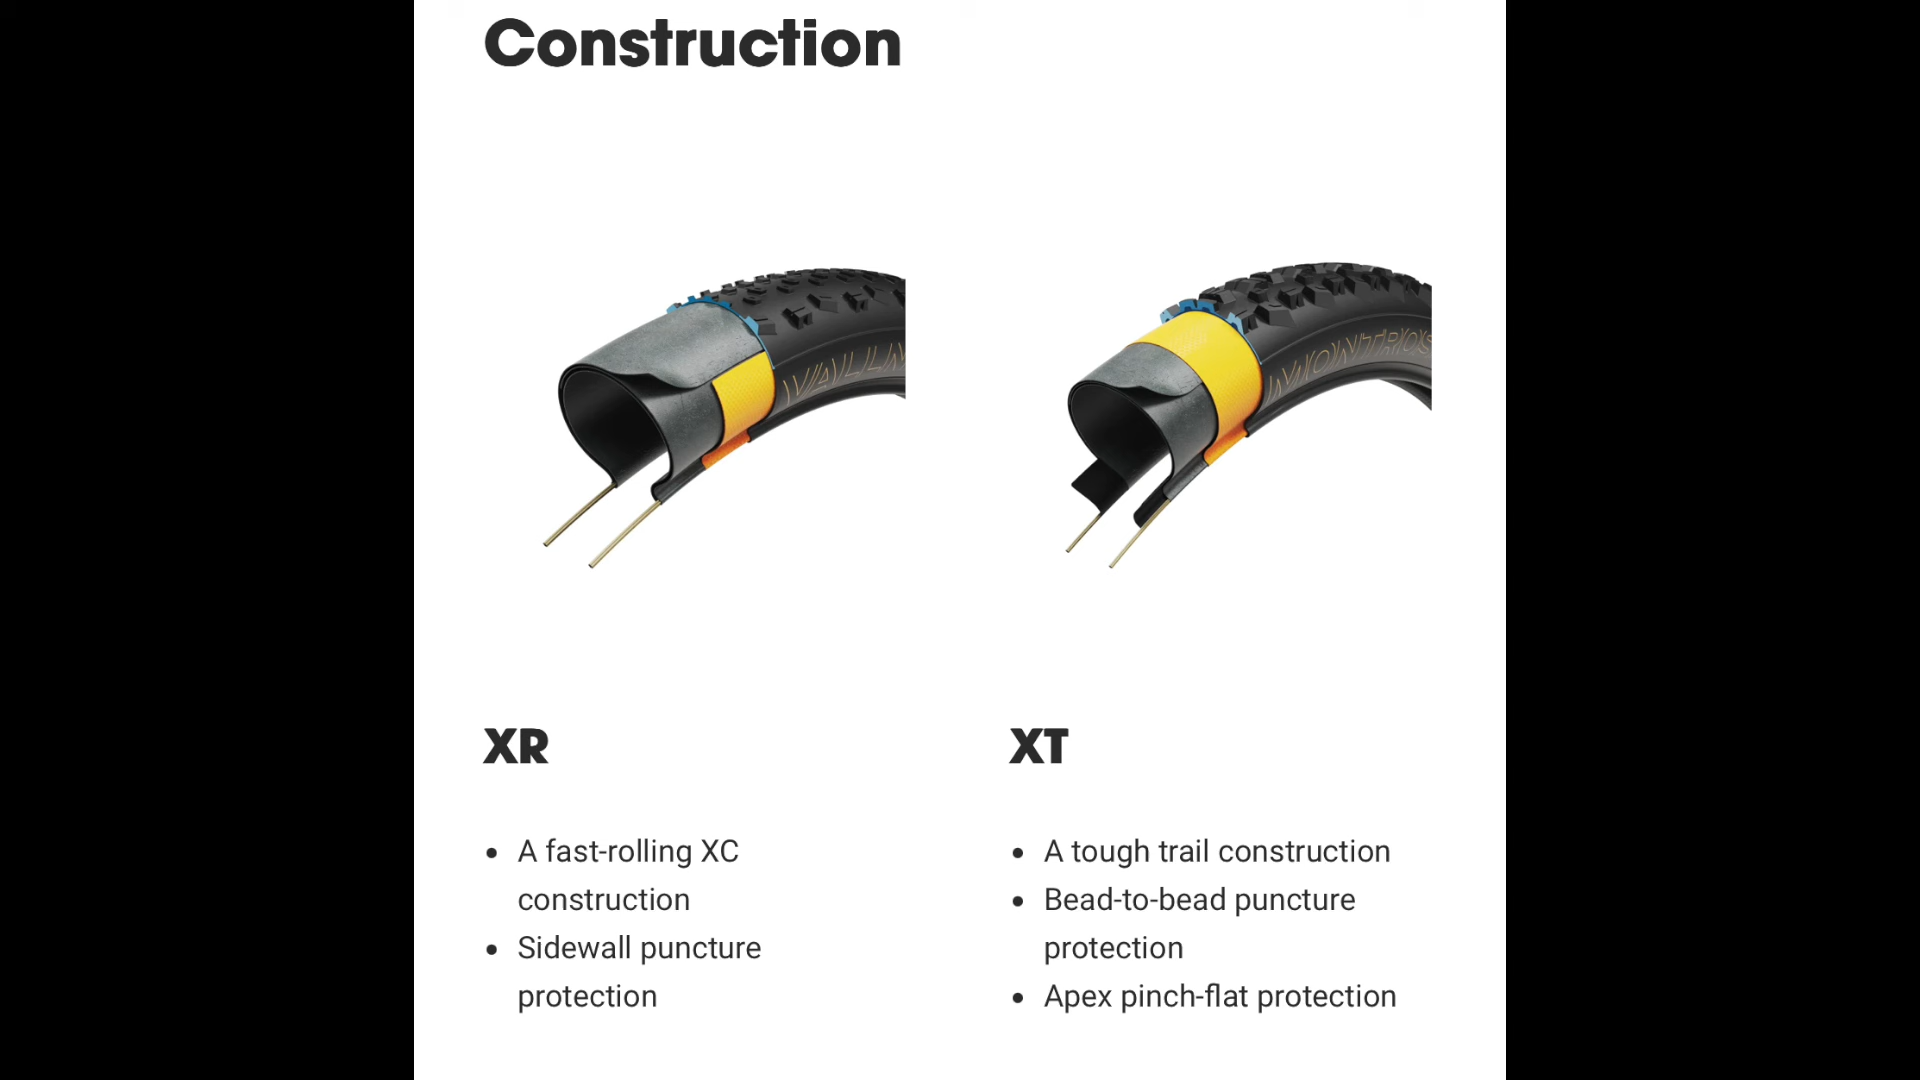 Construction
XR
A fast-rolling XC
construction
Sidewall puncture
protection
XT
A tough trail construction
Bead-to-bead puncture
protection
Apex pinch-flat protection